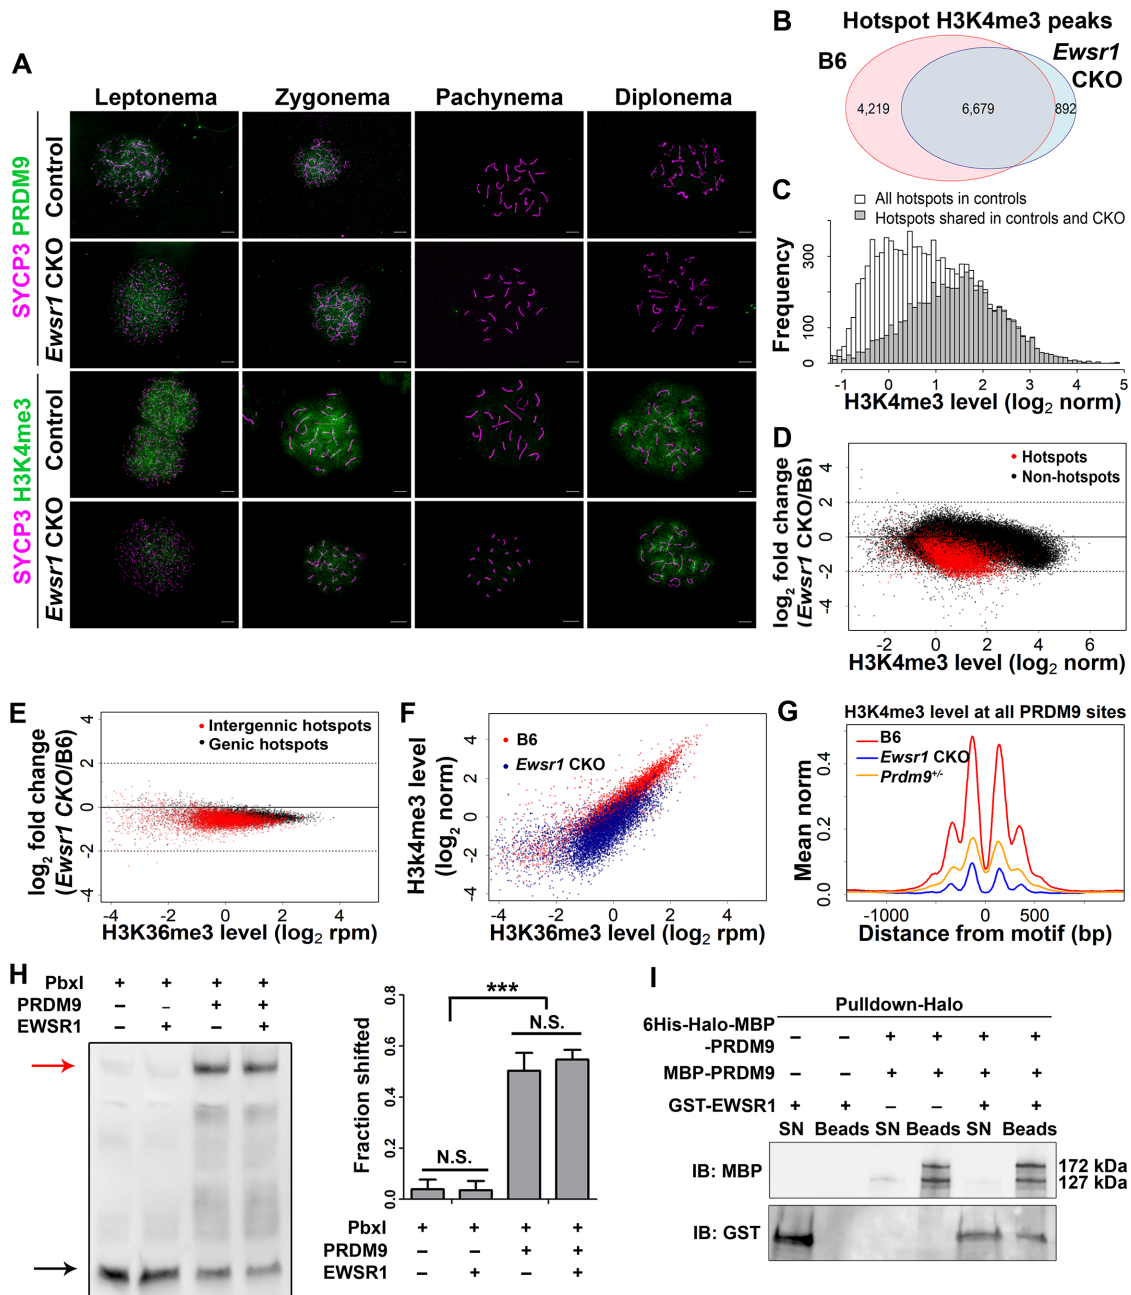 A
Leptonema Zygonema Pachynema Diplonema
SYCP3 PRDM9
Control
Ewsr1 CKO
SYCP3 H3K4me3
Control
Ewsr1 CKO
B
Hotspot H3K4me3 peaks
B6
Ewsr1
CKO
4,219 6,679 892
C
All hotspots in controls
Hotspots shared in controls and CKO
Frequency
300
100
0
-1 0 1 2 3 4 5
H3K4me3 level (log2 norm)
D
Hotspots
Non-hotspots
log2 fold change
(Ewsr1 CKO/B6)
4
2
0
-2
-4
-2 0 2 4 6
H3K4me3 level (log2 norm)
E
Intergennic hotspots
Genic hotspots
log2 fold change
(Ewsr1 CKO/B6)
4
2
0
-2
-4
-4 -2 0 2 4
H3K36me3 level (log2 rpm)
F
B6
Ewsr1 CKO
H3k4me3 level
(log2 norm)
4
2
0
-2
-4
-4 -2 0 2 4
H3K36me3 level (log2 rpm)
G
H3K4me3 level at all PRDM9 sites
B6
Ewsr1 CKO
Prdm9+/-
Mean norm
0.4
0.2
0.0
-1000 0 500
Distance from motif (bp)
H
PbxI + + + +
PRDM9 – – + +
EWSR1 – + – +
Fraction shifted
0.8
0.6
0.4
0.2
0.0
***
N.S.
N.S.
PbxI + + + +
PRDM9 – – + +
EWSR1 – + – +
I
Pulldown-Halo
6His-Halo-MBP
-PRDM9 – – + + + +
MBP-PRDM9 – – + + + +
GST-EWSR1 + + – – + +
SN Beads SN Beads SN Beads
IB: MBP
172 kDa
127 kDa
IB: GST